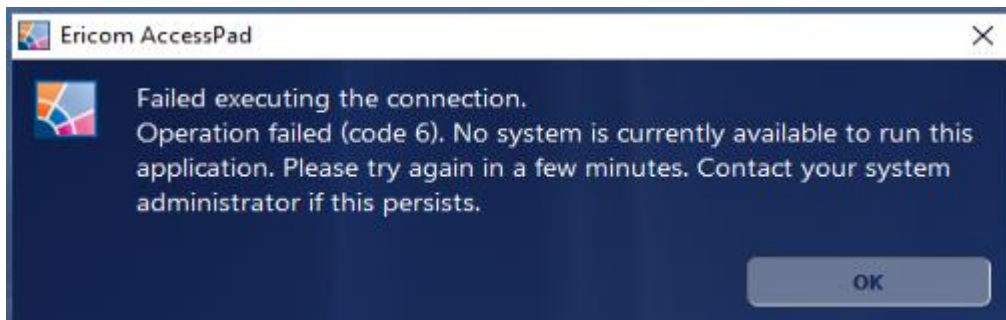 Ericom AccessPad
Failed executing the connection.
Operation failed (code 6). No system is currently available to run this
application. Please try again in a few minutes. Contact your system
administrator if this persists.
OK